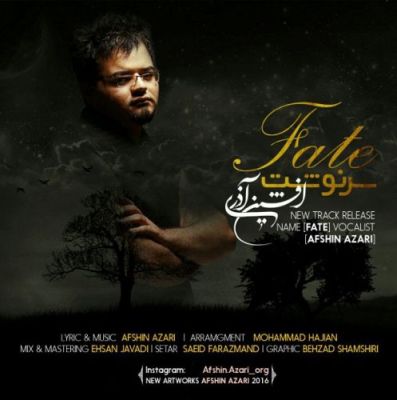 Fate
سرنوشت
افشین آذری
NEW TRACK RELEASE
NAME [FATE] VOCALIST
[AFSHIN AZARI]
LYRIC & MUSIC AFSHIN AZARI | ARRAMGMENT MOHAMMAD HAJIAN
MIX & MASTERING EHSAN JAVADI | SETAR SAEID FARAZMAND | GRAPHIC BEHZAD SHAMSHIRI
Instagram: Afshin.Azari_org
NEW ARTWORKS AFSHIN AZARI 2016